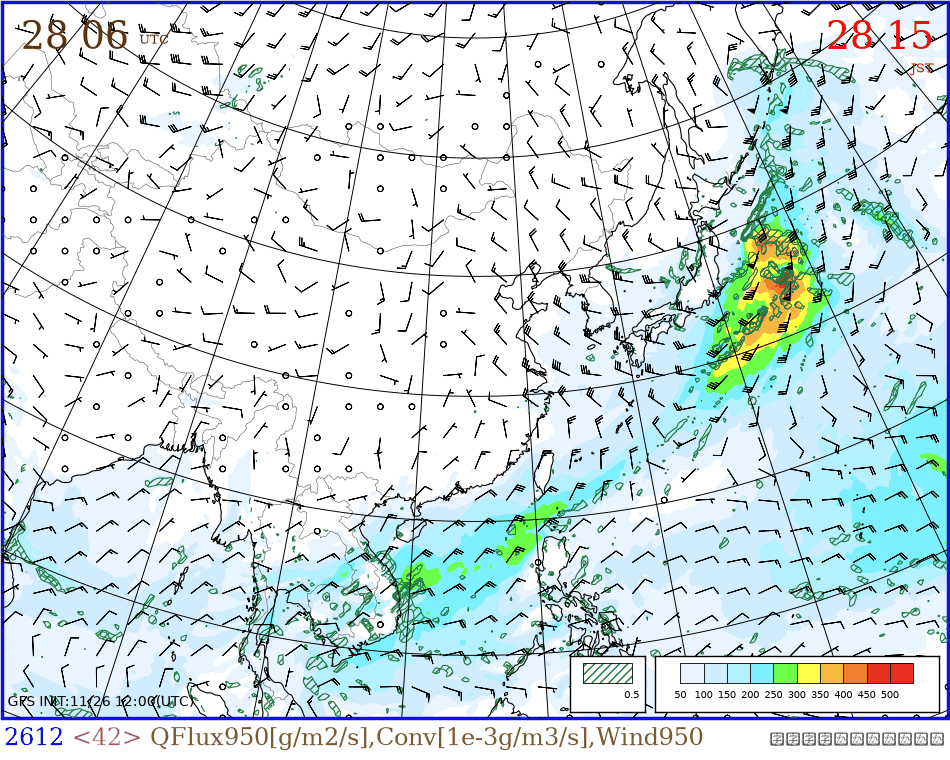 28 06 UTC
28 15
JST
0.5
50 100 150 200 250 300 350 400 450 500
GPS INIT:11/26 12:00(UTC)
2612 <42> QFlux950[g/m2/s],Conv[1e-3g/m3/s],Wind950